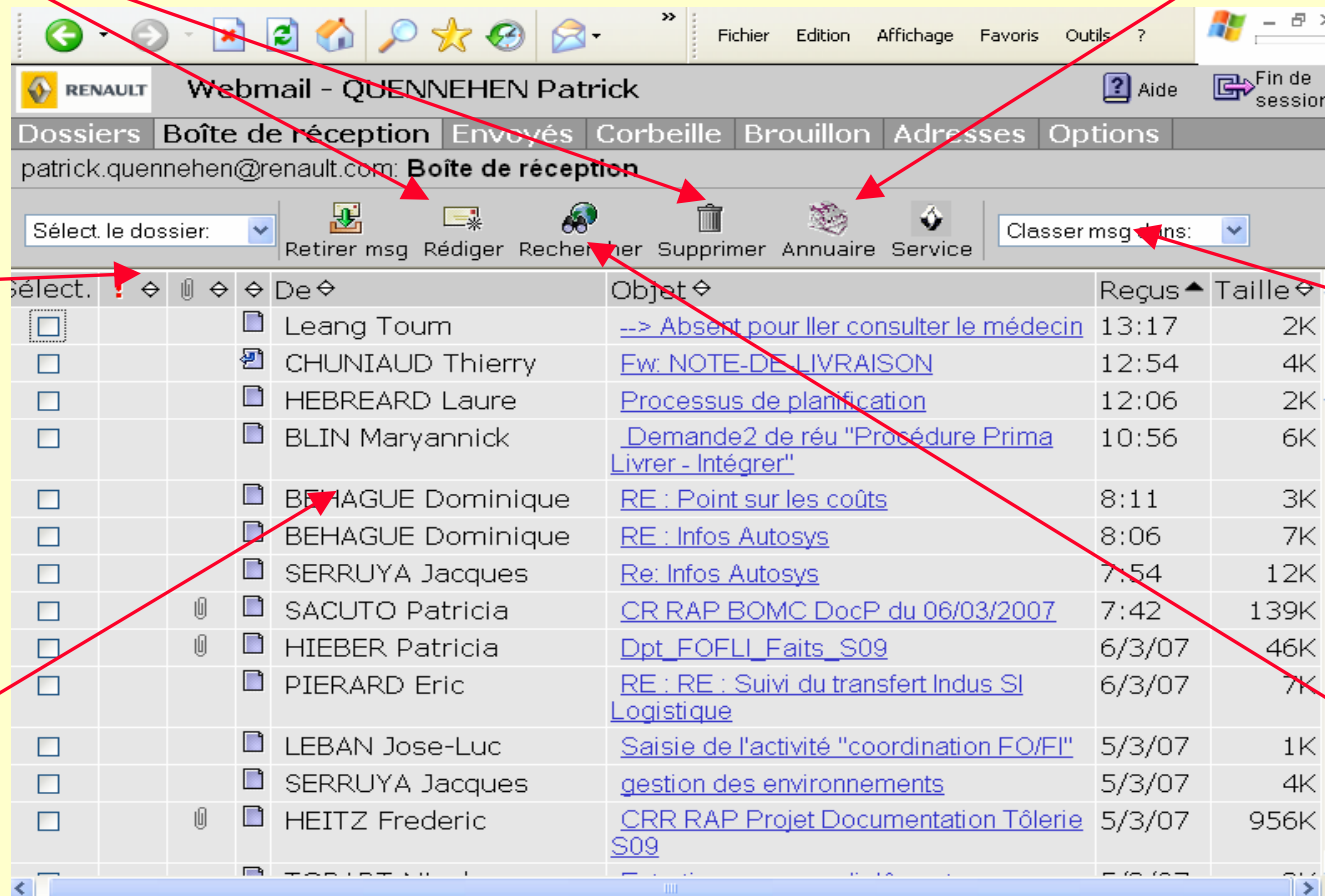 » Fichier Edition Affichage Favoris Outils ?
RENAULT Webmail - QUENNEHEN Patrick Aide Fin de
session
Dossiers Boîte de réception Envoyés Corbeille Brouillon Adresses Options
patrick.quennehen@renault.com: Boîte de réception
Sélect. le dossier: Retirer msg Rédiger Rechercher Supprimer Annuaire Service Classer msg dans:
Sélect. ! De Objet Reçus Taille
Leang Toum --> Absent pour ller consulter le médecin 13:17 2K
CHUNIAUD Thierry Fw: NOTE-DE-LIVRAISON 12:54 4K
HEBREARD Laure Processus de planification 12:06 2K
BLIN Maryannick Demande2 de réu "Procédure Prima 10:56 6K
Livrer - Intégrer"
BEHAGUE Dominique RE : Point sur les coûts 8:11 3K
BEHAGUE Dominique RE : Infos Autosys 8:06 7K
SERRUYA Jacques Re: Infos Autosys 7:54 12K
SACUTO Patricia CR RAP BOMC DocP du 06/03/2007 7:42 139K
HIEBER Patricia Dpt_FOFLI_Faits_S09 6/3/07 46K
PIERARD Eric RE : RE : Suivi du transfert Indus SI 6/3/07 7K
Logistique
LEBAN Jose-Luc Saisie de l'activité "coordination FO/FI" 5/3/07 1K
SERRUYA Jacques gestion des environnements 5/3/07 4K
HEITZ Frederic CRR RAP Projet Documentation Tôlerie 5/3/07 956K
S09